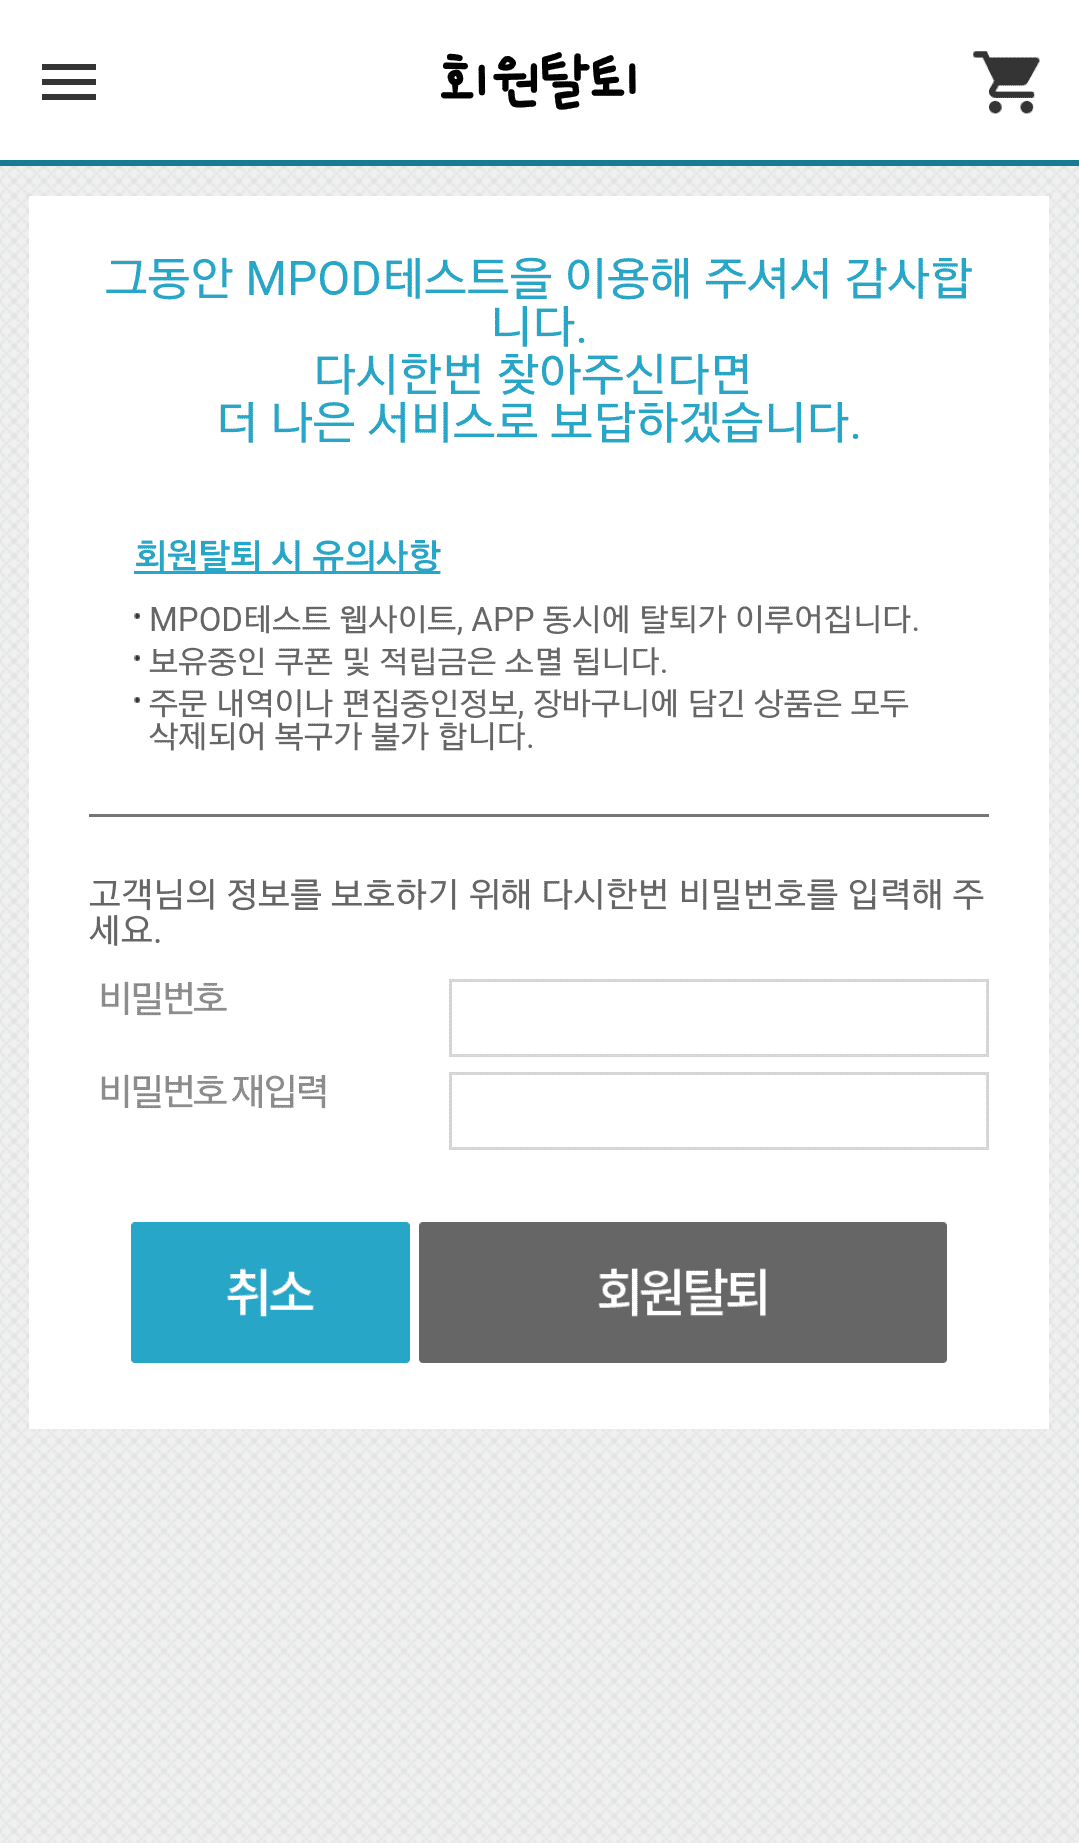 회원탈퇴
그동안 MPOD테스트을 이용해 주셔서 감사합
니다.
다시한번 찾아주신다면
더 나은 서비스로 보답하겠습니다.
회원탈퇴 시 유의사항
· MPOD테스트 웹사이트, APP 동시에 탈퇴가 이루어집니다.
· 보유중인 쿠폰 및 적립금은 소멸 됩니다.
· 주문 내역이나 편집중인정보, 장바구니에 담긴 상품은 모두
삭제되어 복구가 불가 합니다.
고객님의 정보를 보호하기 위해 다시한번 비밀번호를 입력해 주
세요.
비밀번호
비밀번호 재입력
취소 회원탈퇴